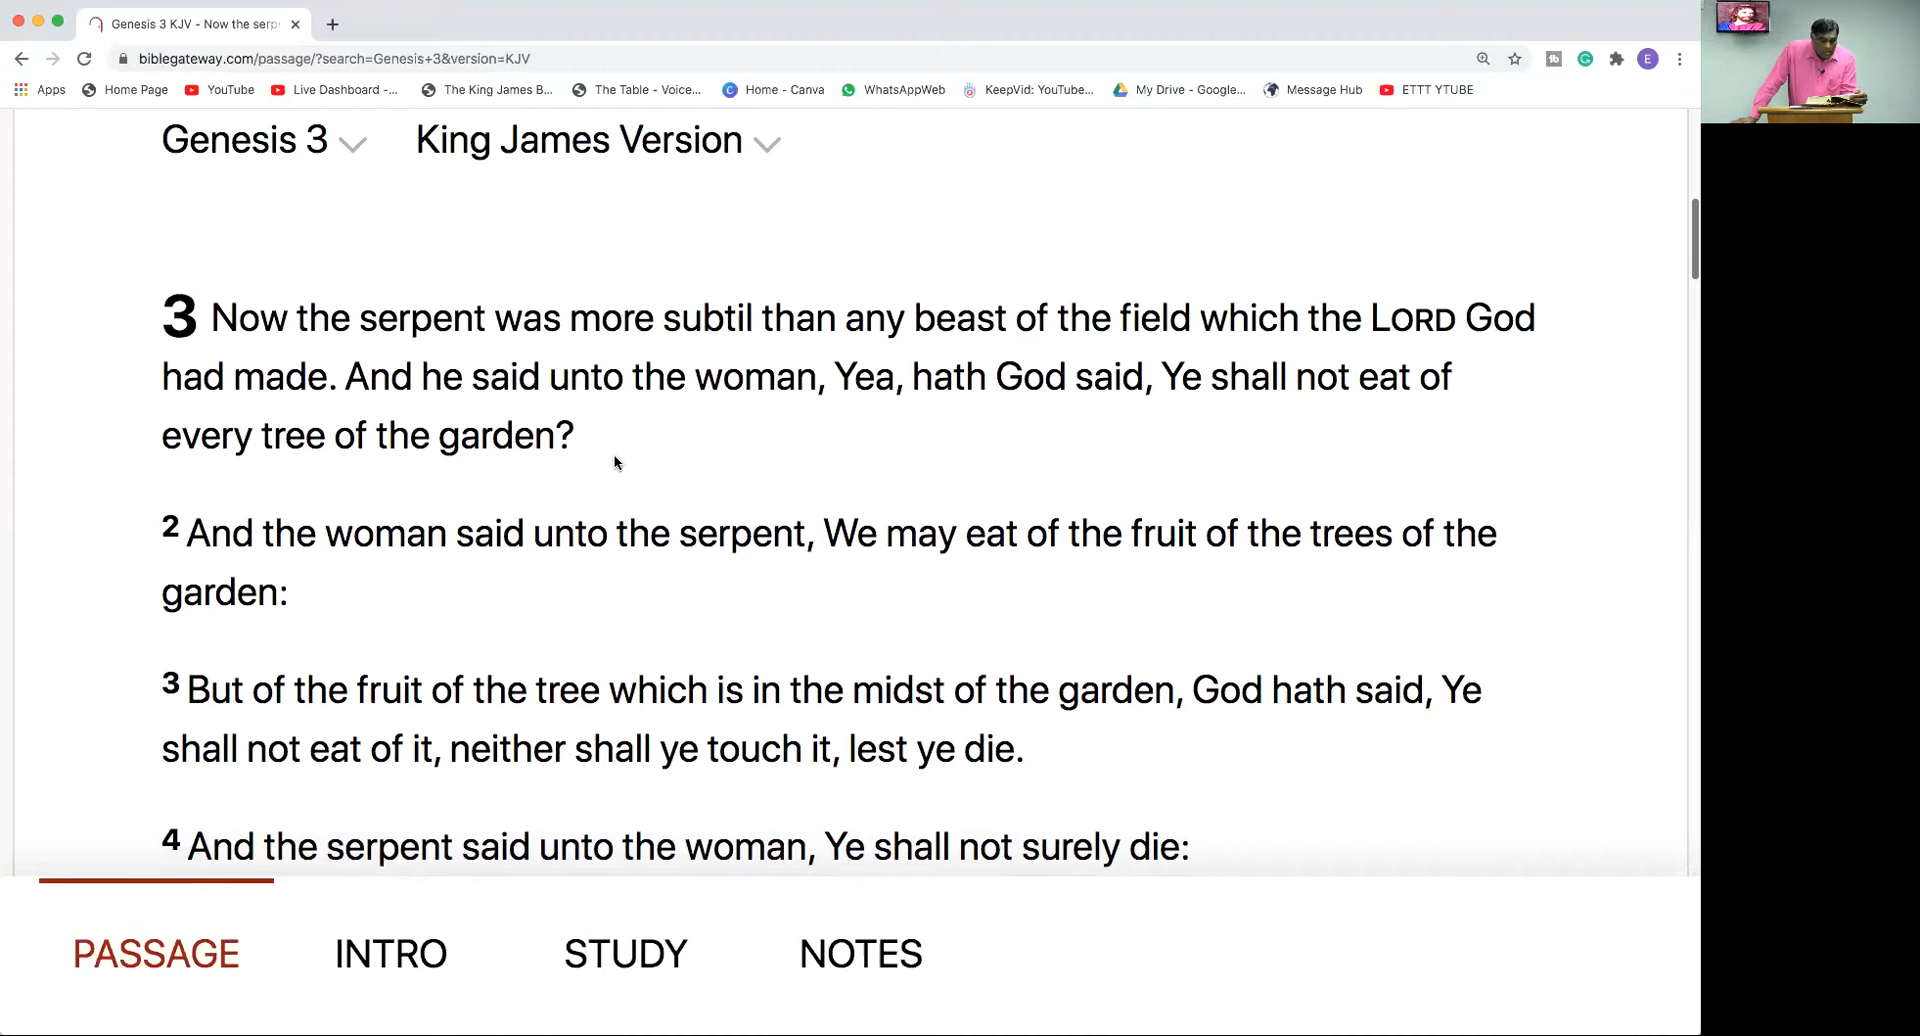 Genesis 3 KJV - Now the serp
biblegateway.com/passage/?search=Genesis+3&version=KJV
E
Apps Home Page YouTube Live Dashboard -... The King James B... The Table - Voice... Home - Canva WhatsAppWeb KeepVid: YouTube... My Drive - Google... Message Hub ETTT YTUBE
Genesis 3 King James Version
3 Now the serpent was more subtil than any beast of the field which the LORD God
had made. And he said unto the woman, Yea, hath God said, Ye shall not eat of
every tree of the garden?
2 And the woman said unto the serpent, We may eat of the fruit of the trees of the
garden:
3 But of the fruit of the tree which is in the midst of the garden, God hath said, Ye
shall not eat of it, neither shall ye touch it, lest ye die.
4 And the serpent said unto the woman, Ye shall not surely die:
PASSAGE INTRO STUDY NOTES